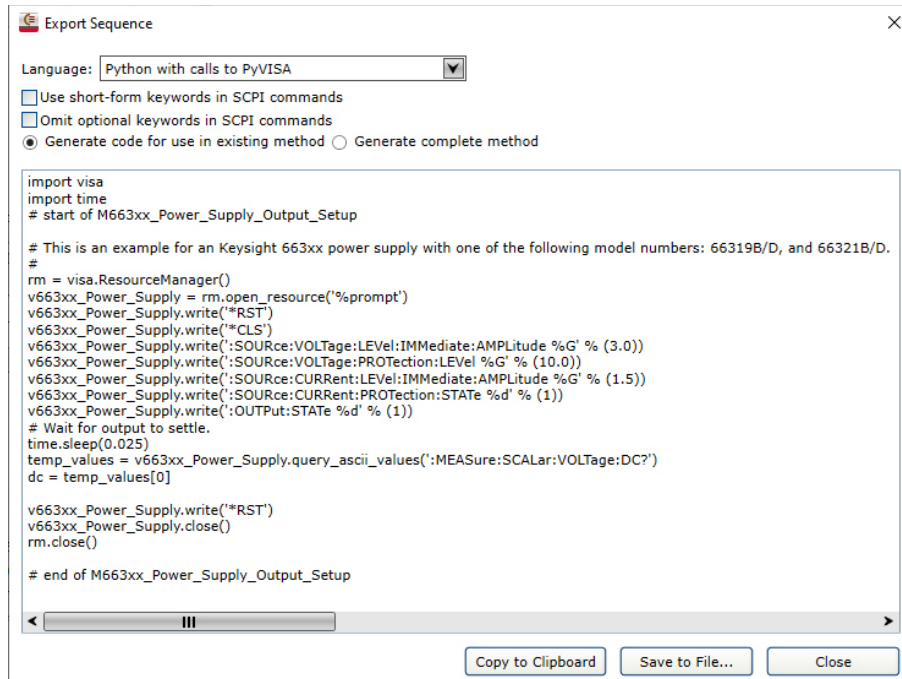 Export Sequence
Language: Python with calls to PyVISA
Use short-form keywords in SCPI commands
Omit optional keywords in SCPI commands
Generate code for use in existing method Generate complete method
import visa
import time
# start of M663xx_Power_Supply_Output_Setup
# This is an example for an Keysight 663xx power supply with one of the following model numbers: 66319B/D, and 66321B/D.
#
rm = visa.ResourceManager()
v663xx_Power_Supply = rm.open_resource('%prompt')
v663xx_Power_Supply.write('*RST')
v663xx_Power_Supply.write('*CLS')
v663xx_Power_Supply.write(':SOURce:VOLTage:LEVel:IMMediate:AMPLitude %G' % (3.0))
v663xx_Power_Supply.write(':SOURce:VOLTage:PROTection:LEVel %G' % (10.0))
v663xx_Power_Supply.write(':SOURce:CURRent:LEVel:IMMediate:AMPLitude %G' % (1.5))
v663xx_Power_Supply.write(':SOURce:CURRent:PROTection:STATe %d' % (1))
v663xx_Power_Supply.write(':OUTPut:STATe %d' % (1))
# Wait for output to settle.
time.sleep(0.025)
temp_values = v663xx_Power_Supply.query_ascii_values(':MEASure:SCALar:VOLTage:DC?')
dc = temp_values[0]
v663xx_Power_Supply.write('*RST')
v663xx_Power_Supply.close()
rm.close()
# end of M663xx_Power_Supply_Output_Setup
Copy to Clipboard Save to File... Close